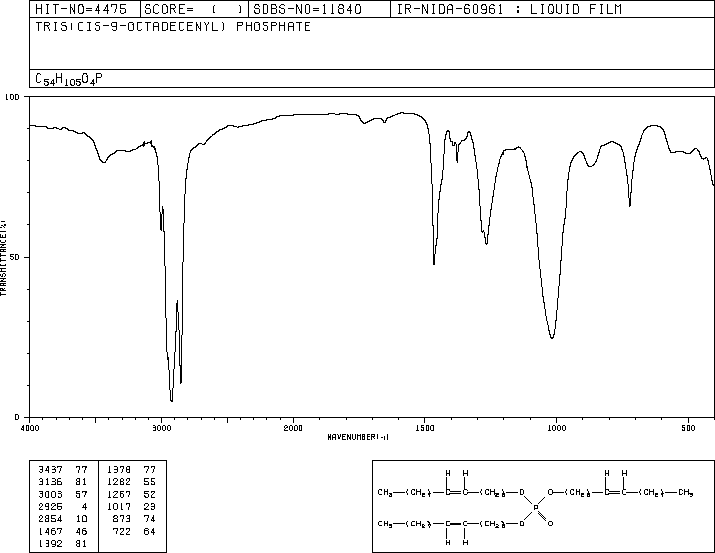 HIT-NO=4475 SCORE= ( ) SDBS-NO=11840 IR-NIDA-60961 : LIQUID FILM
TRIS(CIS-9-OCTADECENYL) PHOSPHATE
C54H105O4P
100
50
0
TRANSMITTANCE(%)
4000 3000 2000 1500 1000
WAVENUMBER(-1)
3437 77 1378 77
3136 81 1282 55
3003 57 1267 52
2925 4 1017 23
2854 10 873 74
1467 46 722 64
1392 81
H H H H
O O
P
O O
H H